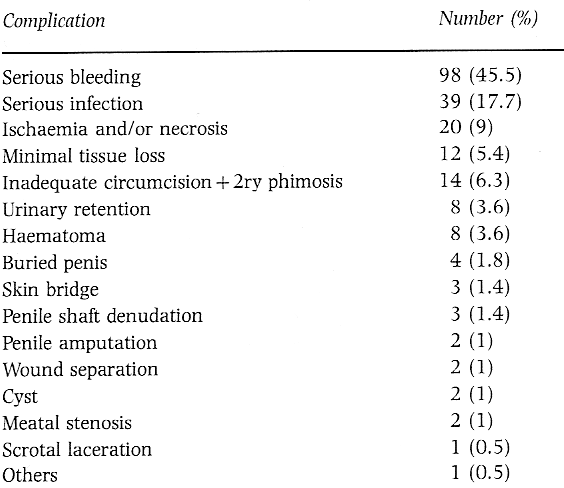 Complication Number (%)
Serious bleeding 98 (45.5)
Serious infection 39 (17.7)
Ischaemia and/or necrosis 20 (9)
Minimal tissue loss 12 (5.4)
Inadequate circumcision + 2ry phimosis 14 (6.3)
Urinary retention 8 (3.6)
Haematoma 8 (3.6)
Buried penis 4 (1.8)
Skin bridge 3 (1.4)
Penile shaft denudation 3 (1.4)
Penile amputation 2 (1)
Wound separation 2 (1)
Cyst 2 (1)
Meatal stenosis 2 (1)
Scrotal laceration 1 (0.5)
Others 1 (0.5)